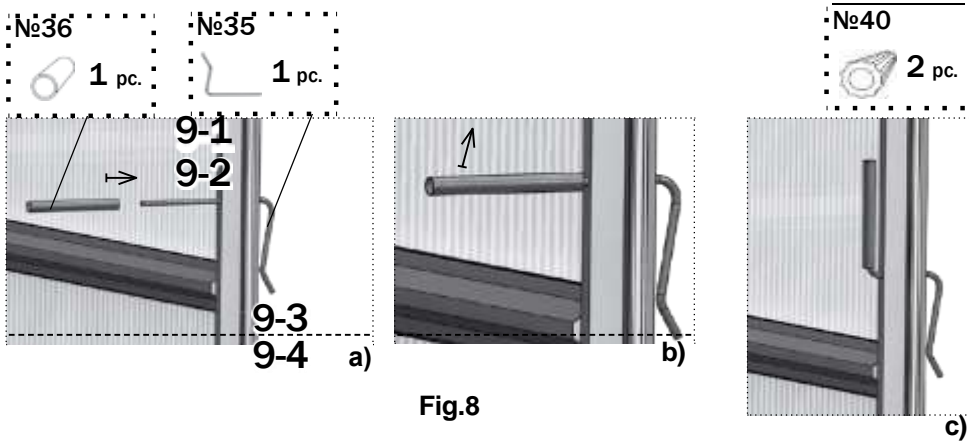 №36
1 pc.
№35
1 pc.
№40
2 pc.
9-1
9-2
9-3
9-4
a)
b)
c)
Fig.8